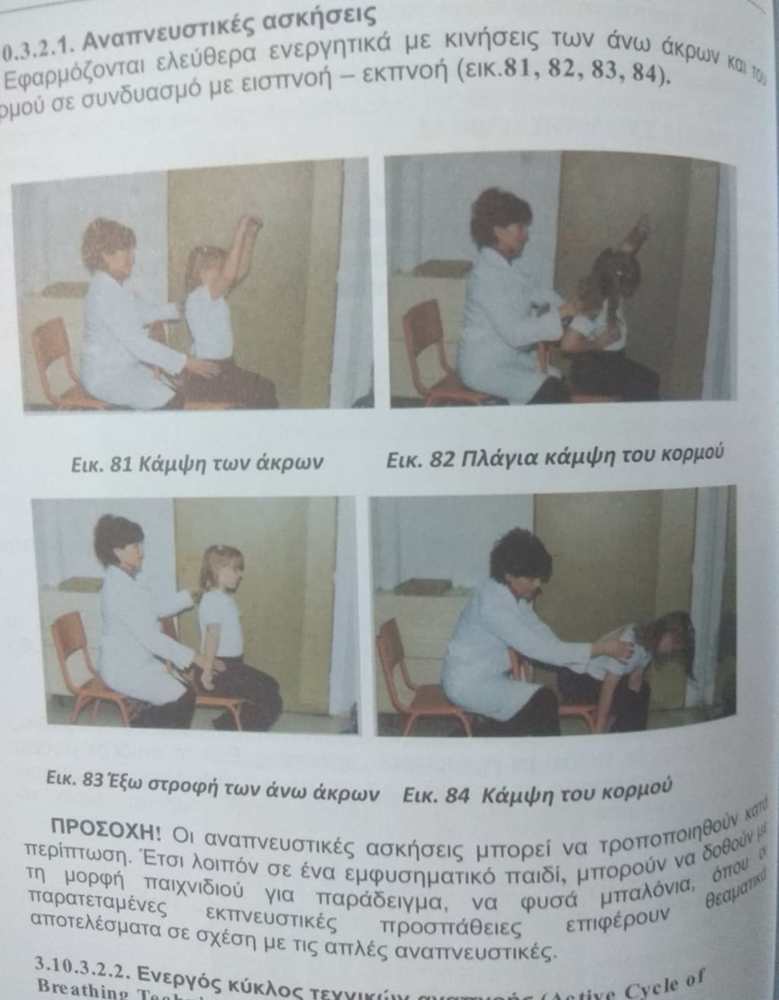 0.3.2.1. Αναπνευστικές ασκήσεις
Εφαρμόζονται ελεύθερα ενεργητικά με κινήσεις των άνω άκρων και του
ρμού σε συνδυασμό με εισπνοή – εκπνοή (εικ.81, 82, 83, 84).
Εικ. 81 Κάμψη των άκρων
Εικ. 82 Πλάγια κάμψη του κορμού
Εικ. 83 Έξω στροφή των άνω άκρων
Εικ. 84 Κάμψη του κορμού
ΠΡΟΣΟΧΗ! Οι αναπνευστικές ασκήσεις μπορεί να τροποποιηθούν κατά
περίπτωση. Έτσι λοιπόν σε ένα εμφυσηματικό παιδί, μπορούν να δοθούν με
τη μορφή παιχνιδιού για παράδειγμα, να φυσά μπαλόνια, όπου οι
παρατεταμένες εκπνευστικές προσπάθειες επιφέρουν θεαματικά
αποτελέσματα σε σχέση με τις απλές αναπνευστικές.
3.10.3.2.2. Ενεργός κύκλος τεχνικών αναπνοής (Active Cycle of
Breathing